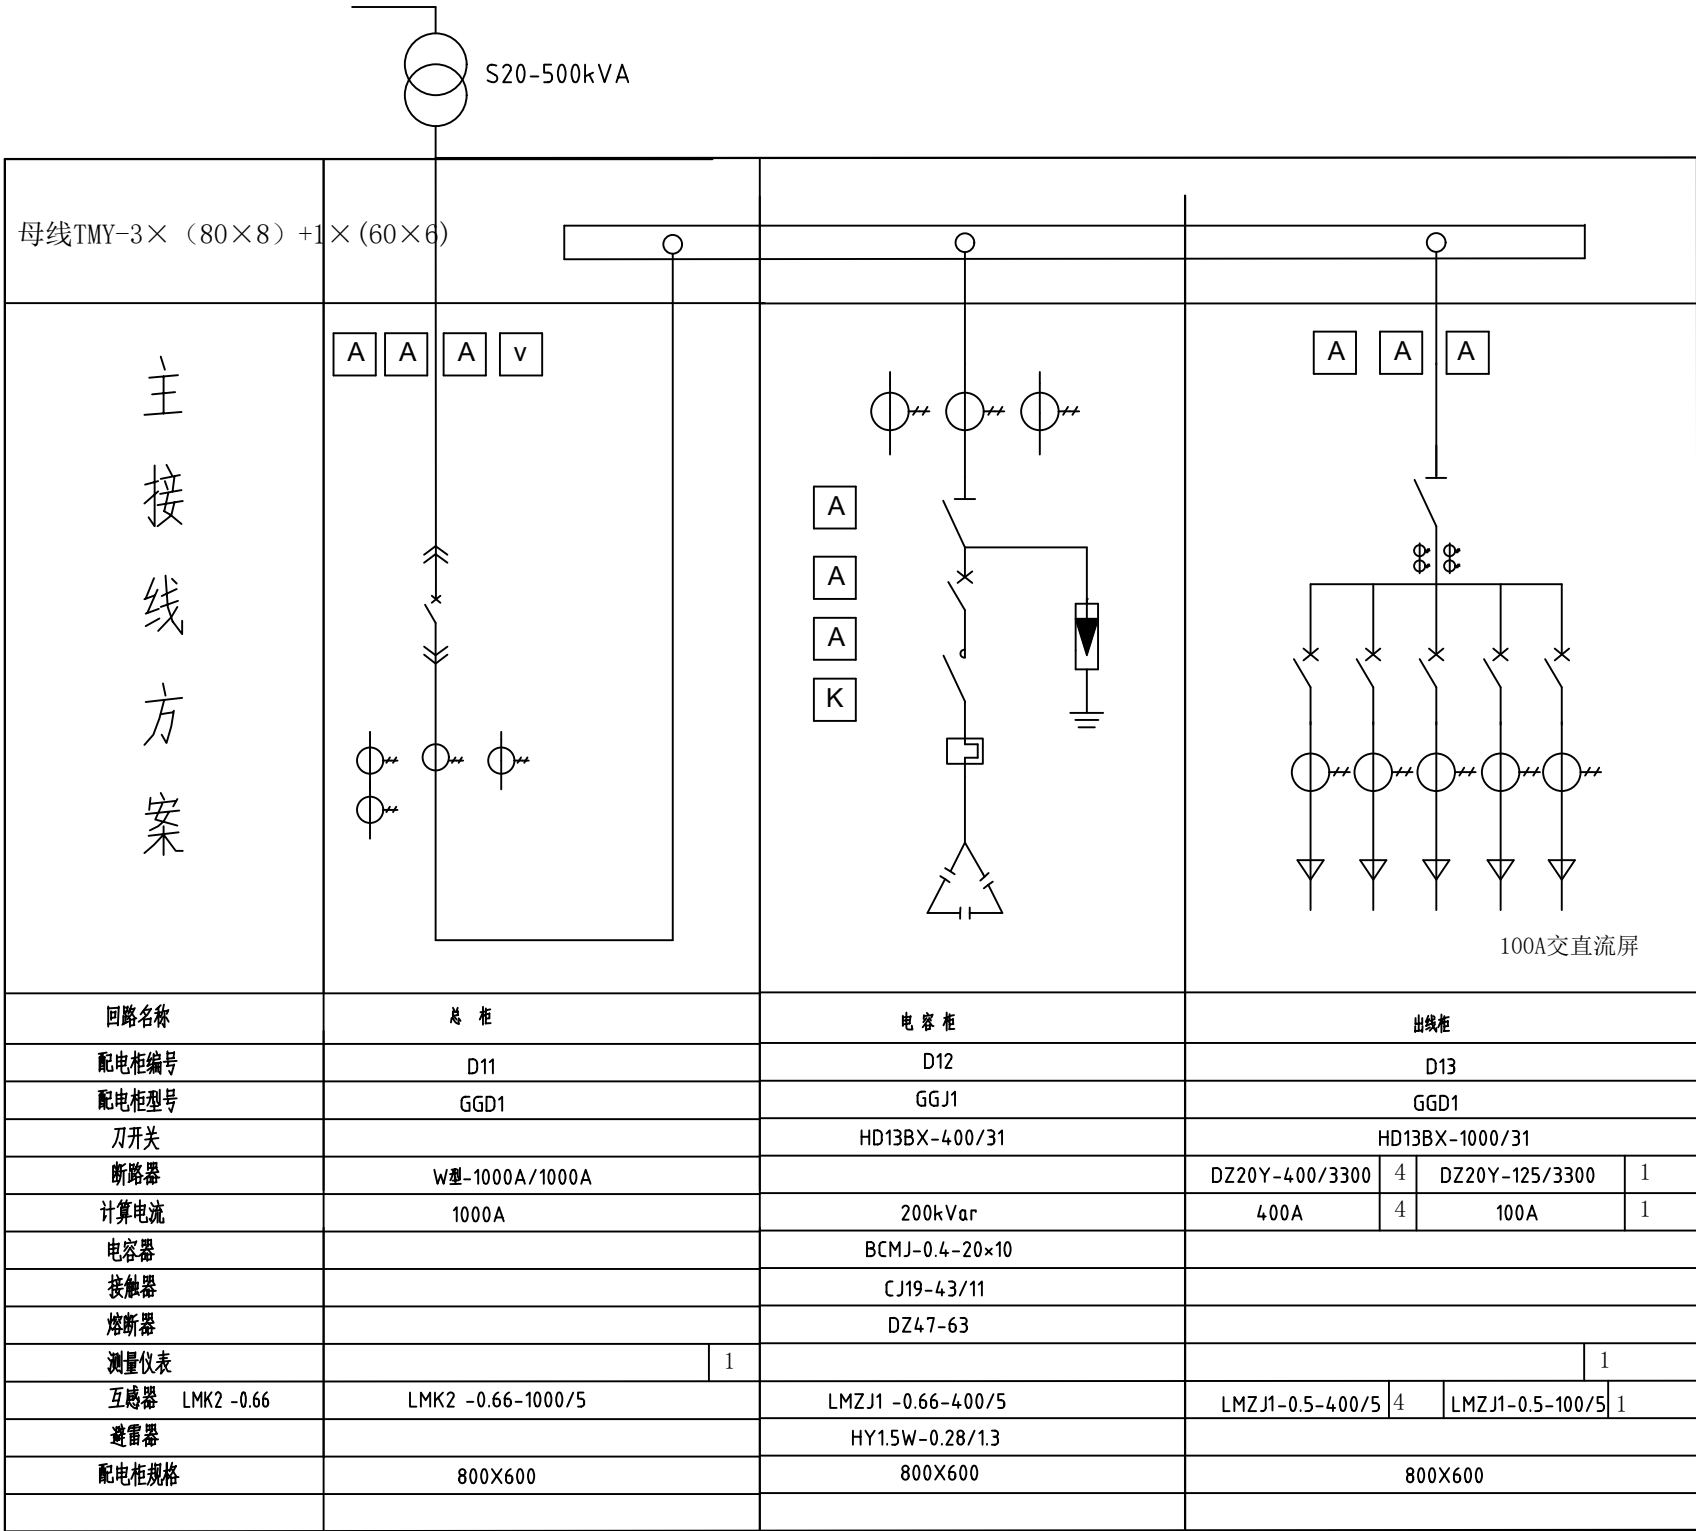 S20-500kVA
母线TMY-3×（80×8）+1×(60×6)
A A A v
A A A
主接线方案
A
A
A
K
100A交直流屏
回路名称 总 柜 电 容 柜 出线柜
配电柜编号 D11 D12 D13
配电柜型号 GGD1 GGJ1 GGD1
刀开关 HD13BX-400/31 HD13BX-1000/31
断路器 W型-1000A/1000A DZ20Y-400/3300 4 DZ20Y-125/3300 1
计算电流 1000A 200kVar 400A 4 100A 1
电容器 BCMJ-0.4-20×10
接触器 CJ19-43/11
熔断器 DZ47-63
测量仪表 1 1
互感器 LMK2 -0.66 LMK2 -0.66-1000/5 LMZJ1 -0.66-400/5 LMZJ1-0.5-400/5 4 LMZJ1-0.5-100/5 1
避雷器 HY1.5W-0.28/1.3
配电柜规格 800X600 800X600 800X600